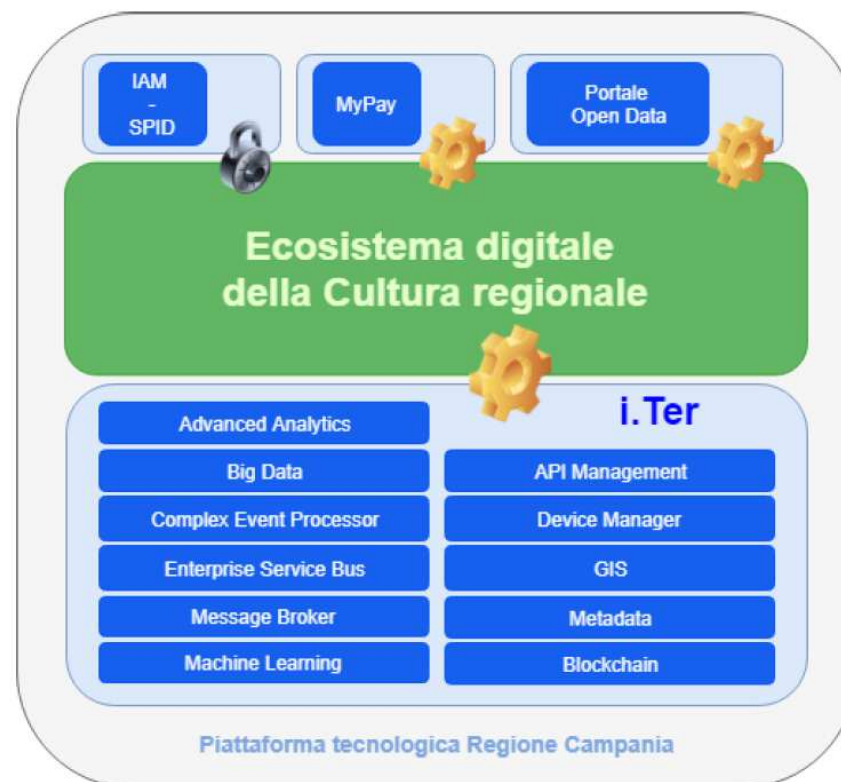 IAM
-
SPID
MyPay
Portale
Open Data
Ecosistema digitale
della Cultura regionale
i.Ter
Advanced Analytics
Big Data
API Management
Complex Event Processor
Device Manager
Enterprise Service Bus
GIS
Message Broker
Metadata
Machine Learning
Blockchain
Piattaforma tecnologica Regione Campania